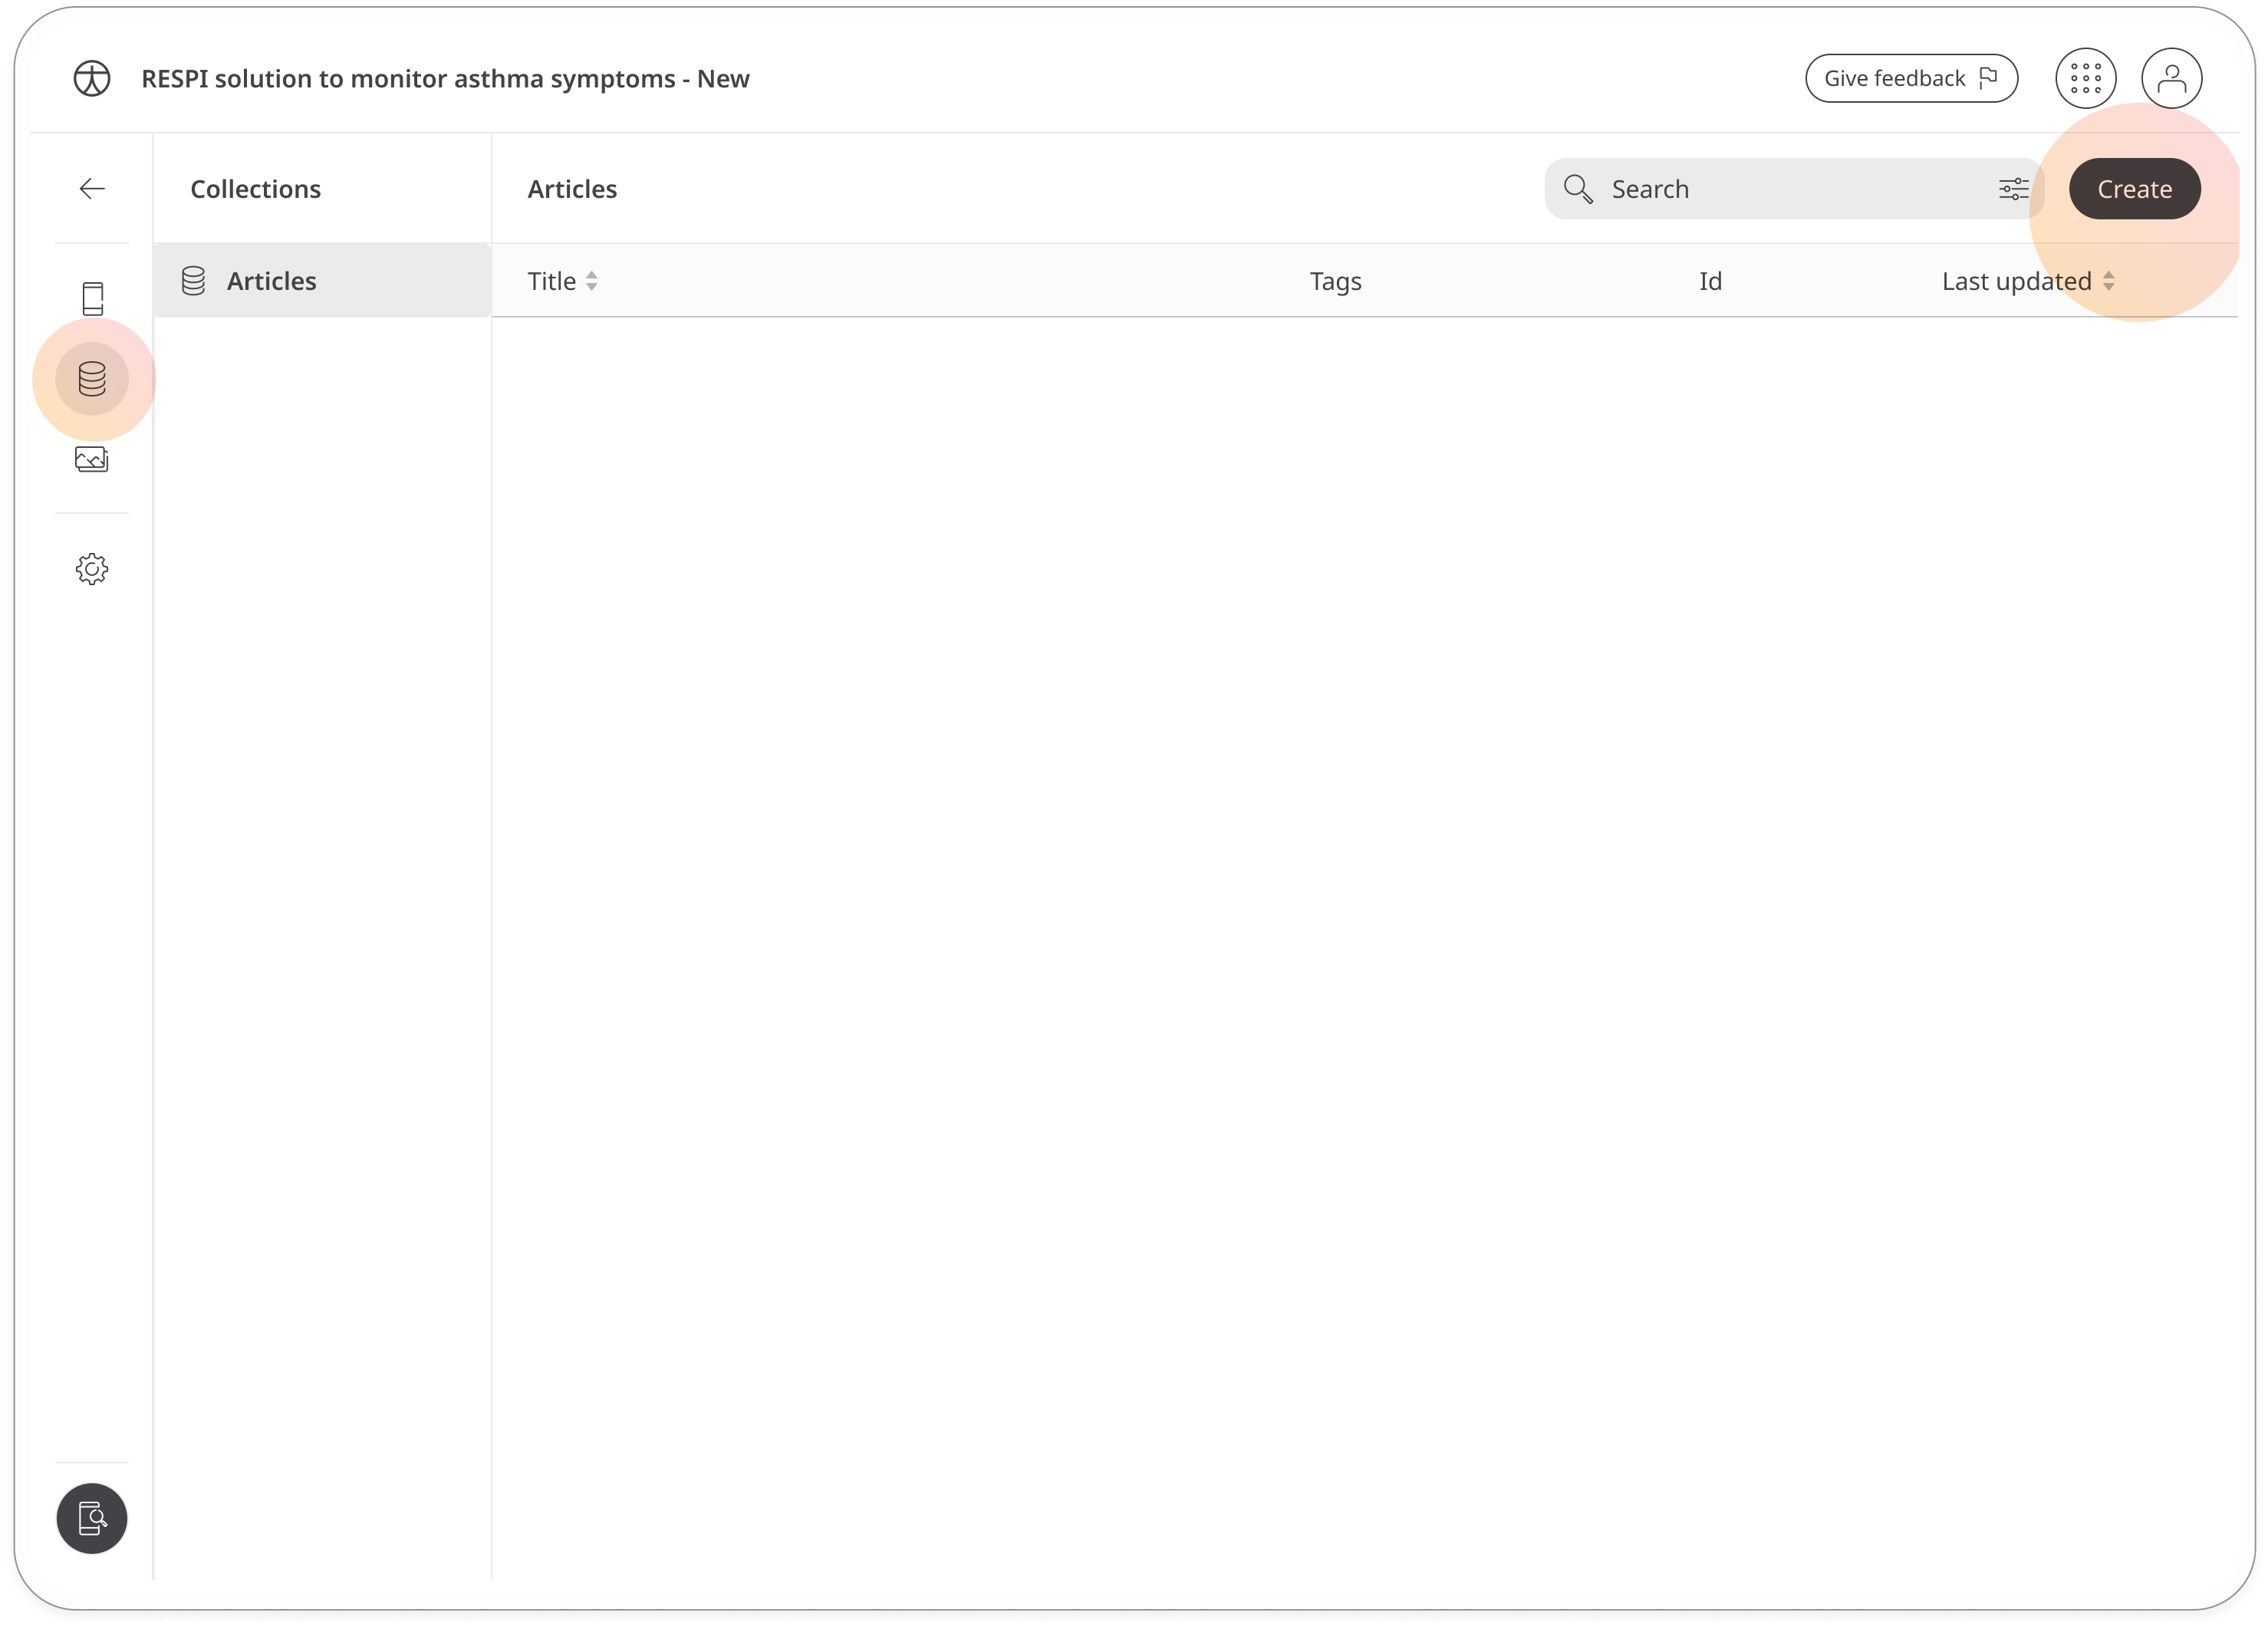 RESPI solution to monitor asthma symptoms - New
Give feedback
Collections
Articles
Search
Create
Articles
Title
Tags
Id
Last updated